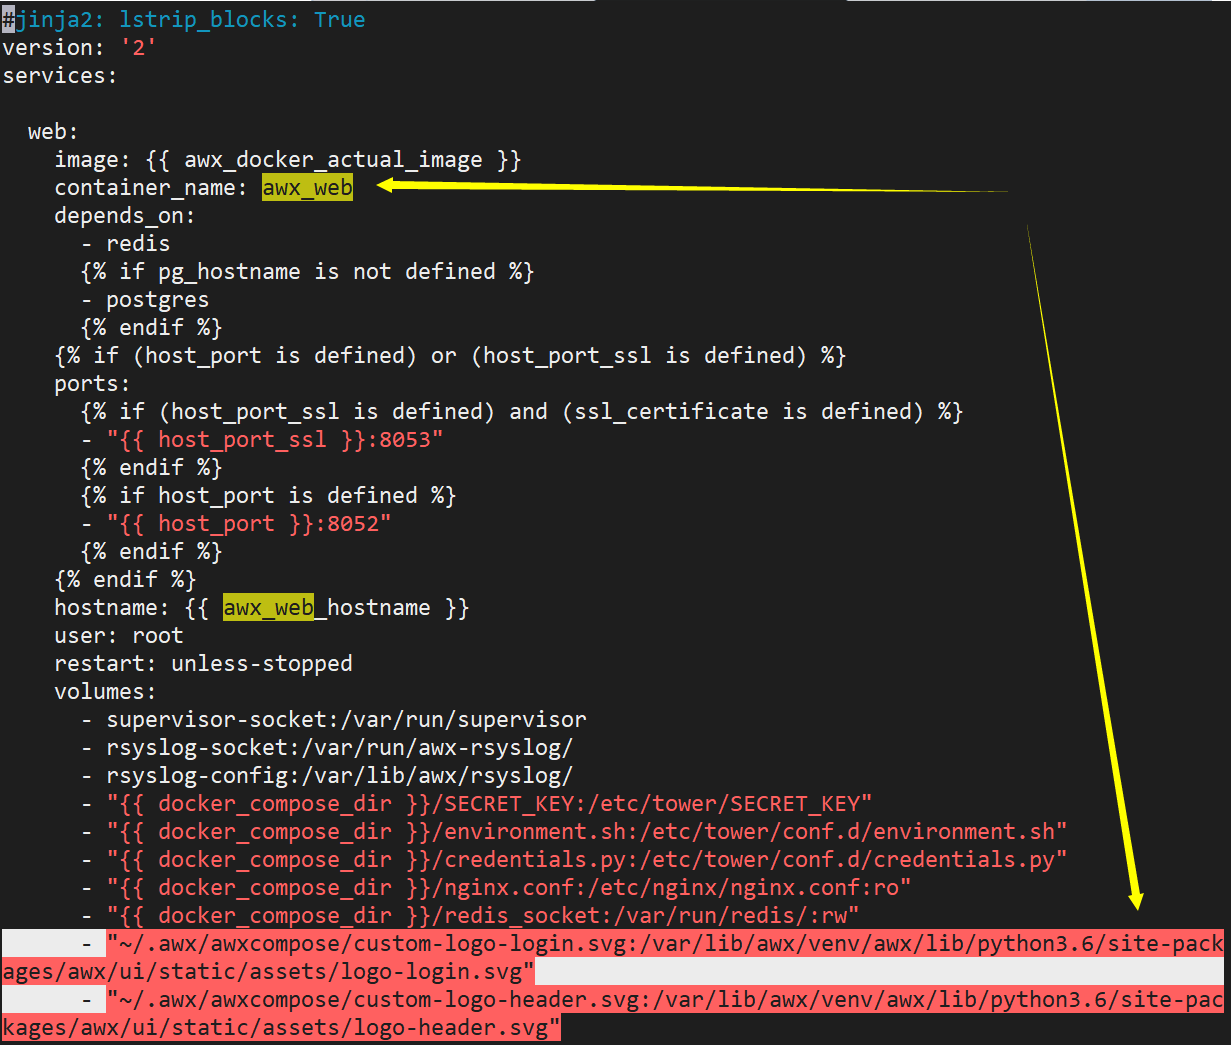 #jinja2: lstrip_blocks: True
version: '2'
services:

  web:
    image: {{ awx_docker_actual_image }}
    container_name: awx_web
    depends_on:
      - redis
      {% if pg_hostname is not defined %}
      - postgres
      {% endif %}
    {% if (host_port is defined) or (host_port_ssl is defined) %}
    ports:
      {% if (host_port_ssl is defined) and (ssl_certificate is defined) %}
      - "{{ host_port_ssl }}:8053"
      {% endif %}
      {% if host_port is defined %}
      - "{{ host_port }}:8052"
      {% endif %}
    {% endif %}
    hostname: {{ awx_web_hostname }}
    user: root
    restart: unless-stopped
    volumes:
      - supervisor-socket:/var/run/supervisor
      - rsyslog-socket:/var/run/awx-rsyslog/
      - rsyslog-config:/var/lib/awx/rsyslog/
      - "{{ docker_compose_dir }}/SECRET_KEY:/etc/tower/SECRET_KEY"
      - "{{ docker_compose_dir }}/environment.sh:/etc/tower/conf.d/environment.sh"
      - "{{ docker_compose_dir }}/credentials.py:/etc/tower/conf.d/credentials.py"
      - "{{ docker_compose_dir }}/nginx.conf:/etc/nginx/nginx.conf:ro"
      - "{{ docker_compose_dir }}/redis_socket:/var/run/redis/:rw"
      - "~/.awx/awxcompose/custom-logo-login.svg:/var/lib/awx/venv/awx/lib/python3.6/site-pack
ages/awx/ui/static/assets/logo-login.svg"
      - "~/.awx/awxcompose/custom-logo-header.svg:/var/lib/awx/venv/awx/lib/python3.6/site-pac
kages/awx/ui/static/assets/logo-header.svg"